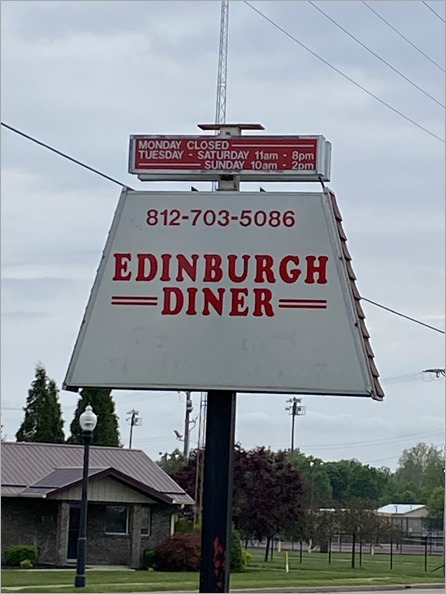 MONDAY CLOSED
TUESDAY - SATURDAY 11am - 8pm
SUNDAY 10am - 2pm
812-703-5086
EDINBURGH
DINER